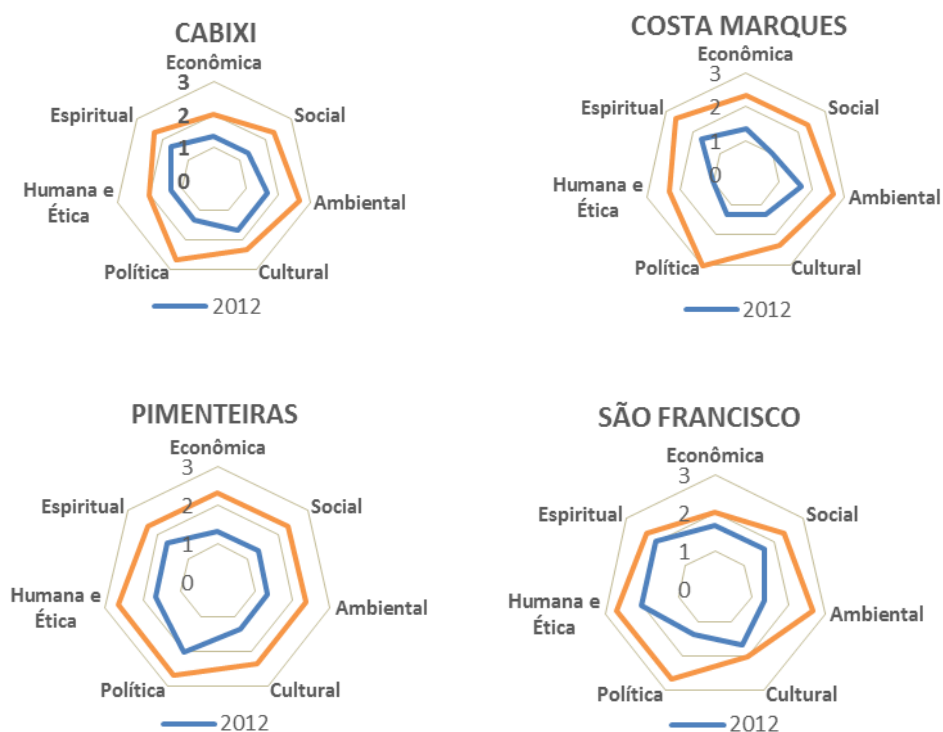 CABIXI
Econômica
3
2
1
0
Social
Ambiental
Cultural
Política
Humana e
Ética
Espiritual
2012
COSTA MARQUES
Econômica
3
2
1
0
Social
Ambiental
Cultural
Política
Humana e
Ética
Espiritual
2012
PIMENTEIRAS
Econômica
3
2
1
0
Social
Ambiental
Cultural
Política
Humana e
Ética
Espiritual
2012
SÃO FRANCISCO
Econômica
3
2
1
0
Social
Ambiental
Cultural
Política
Humana e
Ética
Espiritual
2012